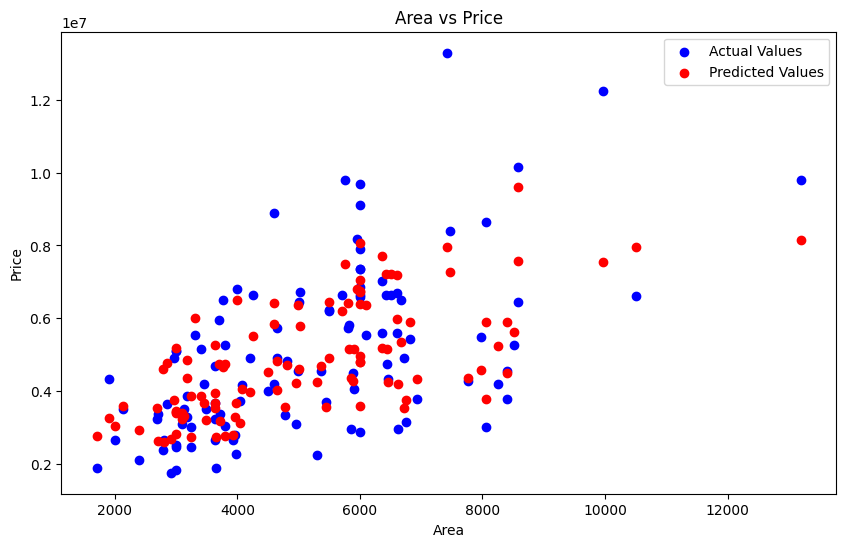 Area vs Price
1e7
Actual Values
Predicted Values
1.2
1.0
0.8
0.6
0.4
0.2
Price
2000 4000 6000 8000 10000 12000
Area